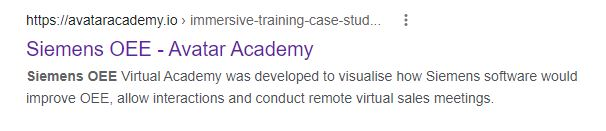 https://avataracademy.io › immersive-training-case-stud...
Siemens OEE - Avatar Academy
Siemens OEE Virtual Academy was developed to visualise how Siemens software would
improve OEE, allow interactions and conduct remote virtual sales meetings.